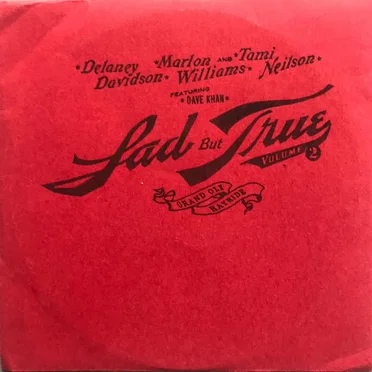 *Delaney *Marlon AND *Tami
Davidson Williams Neilson
FEATURING
*DAVE KHAN
Sad But True
VOLUME 2
GRAND OLE
HAYRIDE